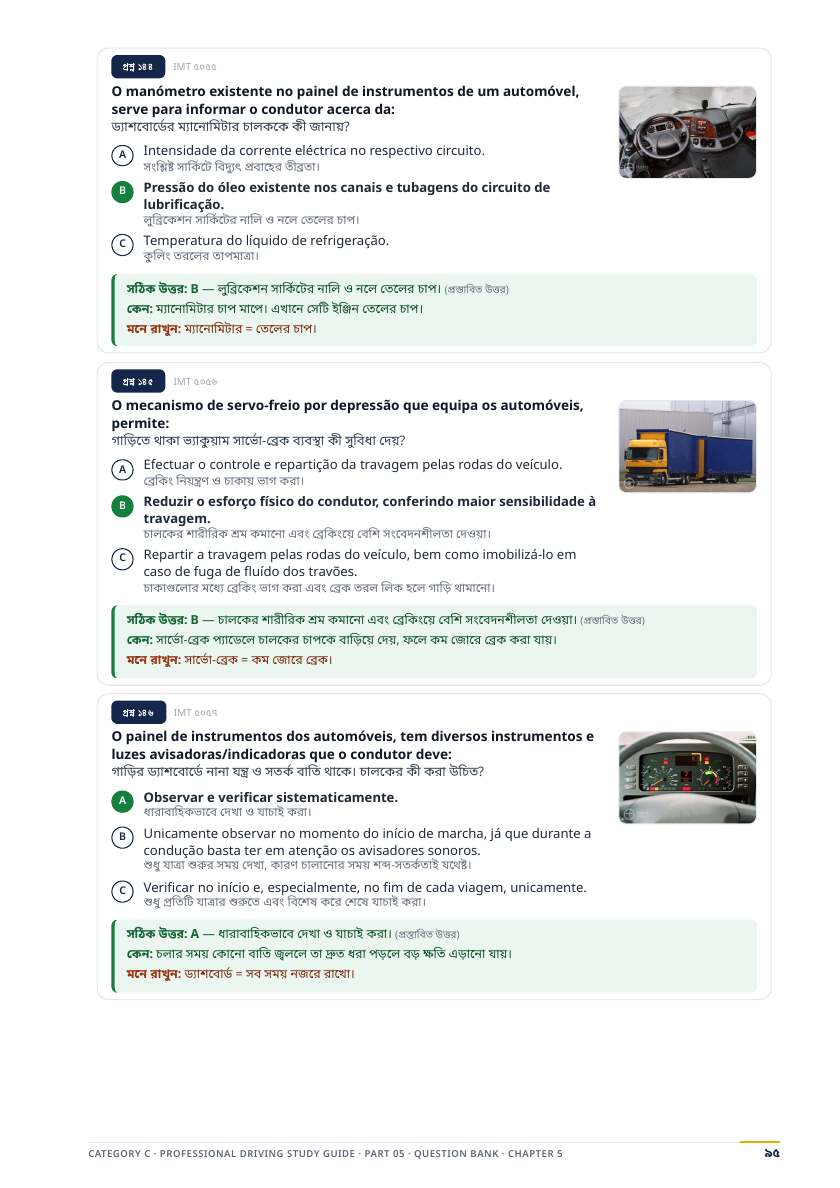 প্রশ্ন ১৪৪ IMT ৫০৫৫
O manómetro existente no painel de instrumentos de um automóvel,
serve para informar o condutor acerca da:
ড্যাশবোর্ডের ম্যানোমিটার চালককে কী জানায়?
A Intensidade da corrente eléctrica no respectivo circuito.
সংশ্লিষ্ট সার্কিটে বিদ্যুৎ প্রবাহের তীব্রতা।
B Pressão do óleo existente nos canais e tubagens do circuito de
lubrificação.
লুব্রিকেশন সার্কিটের নালি ও নলে তেলের চাপ।
C Temperatura do líquido de refrigeração.
কুলিং তরলের তাপমাত্রা।
সঠিক উত্তর: B — লুব্রিকেশন সার্কিটের নালি ও নলে তেলের চাপ। (প্রস্তাবিত উত্তর)
কেন: ম্যানোমিটার চাপ মাপে। এখানে সেটি ইঞ্জিন তেলের চাপ।
মনে রাখুন: ম্যানোমিটার = তেলের চাপ।
প্রশ্ন ১৪৫ IMT ৫০৫৬
O mecanismo de servo-freio por depressão que equipa os automóveis,
permite:
গাড়িতে থাকা ভ্যাকুয়াম সার্ভো-ব্রেক ব্যবস্থা কী সুবিধা দেয়?
A Efectuar o controle e repartição da travagem pelas rodas do veículo.
ব্রেকিং নিয়ন্ত্রণ ও চাকায় ভাগ করা।
B Reduzir o esforço físico do condutor, conferindo maior sensibilidade à
travagem.
চালকের শারীরিক শ্রম কমানো এবং ব্রেকিংয়ে বেশি সংবেদনশীলতা দেওয়া।
C Repartir a travagem pelas rodas do veículo, bem como imobilizá-lo em
caso de fuga de fluído dos travões.
চাকাগুলোর মধ্যে ব্রেকিং ভাগ করা এবং ব্রেক তরল লিক হলে গাড়ি থামানো।
সঠিক উত্তর: B — চালকের শারীরিক শ্রম কমানো এবং ব্রেকিংয়ে বেশি সংবেদনশীলতা দেওয়া। (প্রস্তাবিত উত্তর)
কেন: সার্ভো-ব্রেক প্যাডেলে চালকের চাপকে বাড়িয়ে দেয়, ফলে কম জোরে ব্রেক করা যায়।
মনে রাখুন: সার্ভো-ব্রেক = কম জোরে ব্রেক।
প্রশ্ন ১৪৬ IMT ৫০৫৭
O painel de instrumentos dos automóveis, tem diversos instrumentos e
luzes avisadoras/indicadoras que o condutor deve:
গাড়ির ড্যাশবোর্ডে নানা যন্ত্র ও সতর্ক বাতি থাকে। চালকের কী করা উচিত?
A Observar e verificar sistematicamente.
ধারাবাহিকভাবে দেখা ও যাচাই করা।
B Unicamente observar no momento do início de marcha, já que durante a
condução basta ter em atenção os avisadores sonoros.
শুধু যাত্রা শুরুর সময় দেখা, কারণ চালানোর সময় শব্দ-সতর্কতাই যথেষ্ট।
C Verificar no início e, especialmente, no fim de cada viagem, unicamente.
শুধু প্রতিটি যাত্রার শুরুতে এবং বিশেষ করে শেষে যাচাই করা।
সঠিক উত্তর: A — ধারাবাহিকভাবে দেখা ও যাচাই করা। (প্রস্তাবিত উত্তর)
কেন: চলার সময় কোনো বাতি জ্বললে তা দ্রুত ধরা পড়লে বড় ক্ষতি এড়ানো যায়।
মনে রাখুন: ড্যাশবোর্ড = সব সময় নজরে রাখো।
CATEGORY C · PROFESSIONAL DRIVING STUDY GUIDE · PART 05 · QUESTION BANK · CHAPTER 5 ৯৫